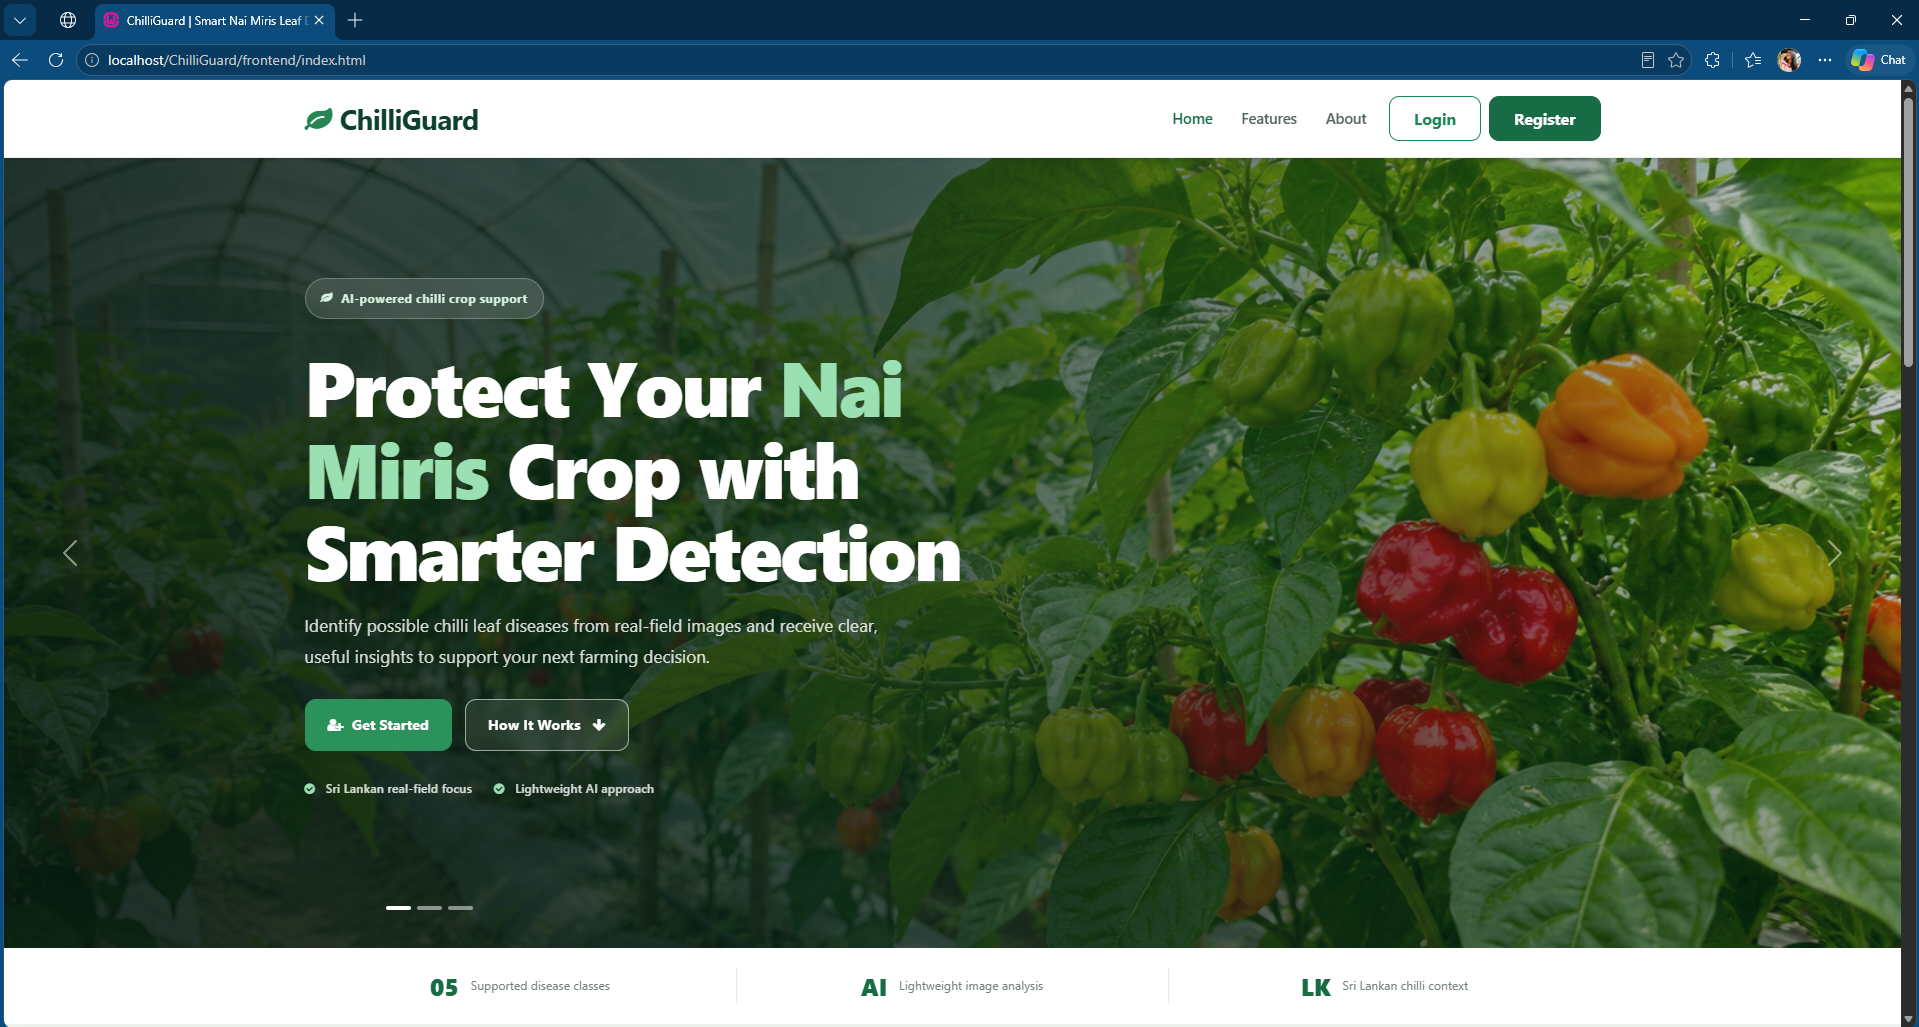 ChilliGuard | Smart Nai Miris Leaf D
localhost/ChilliGuard/frontend/index.html
Chat
ChilliGuard
Home
Features
About
Login
Register
AI-powered chilli crop support
Protect Your Nai
Miris Crop with
Smarter Detection
Identify possible chilli leaf diseases from real-field images and receive clear,
useful insights to support your next farming decision.
Get Started
How It Works
Sri Lankan real-field focus
Lightweight AI approach
05 Supported disease classes
AI Lightweight image analysis
LK Sri Lankan chilli context